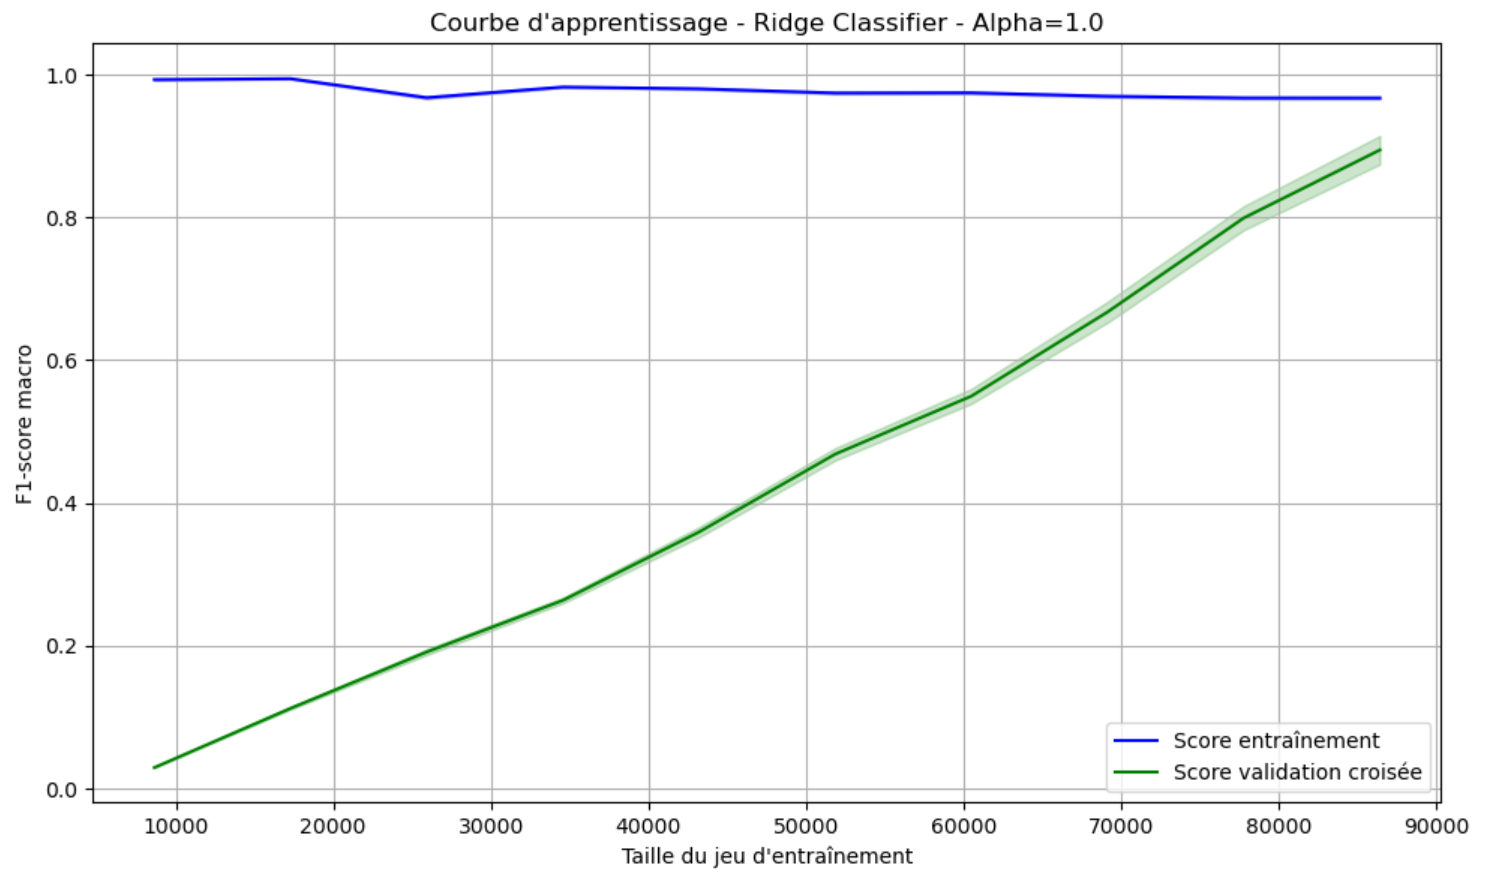 Courbe d'apprentissage - Ridge Classifier - Alpha=1.0
F1-score macro
1.0
0.8
0.6
0.4
0.2
0.0
Score entraînement
Score validation croisée
10000 20000 30000 40000 50000 60000 70000 80000 90000
Taille du jeu d'entraînement